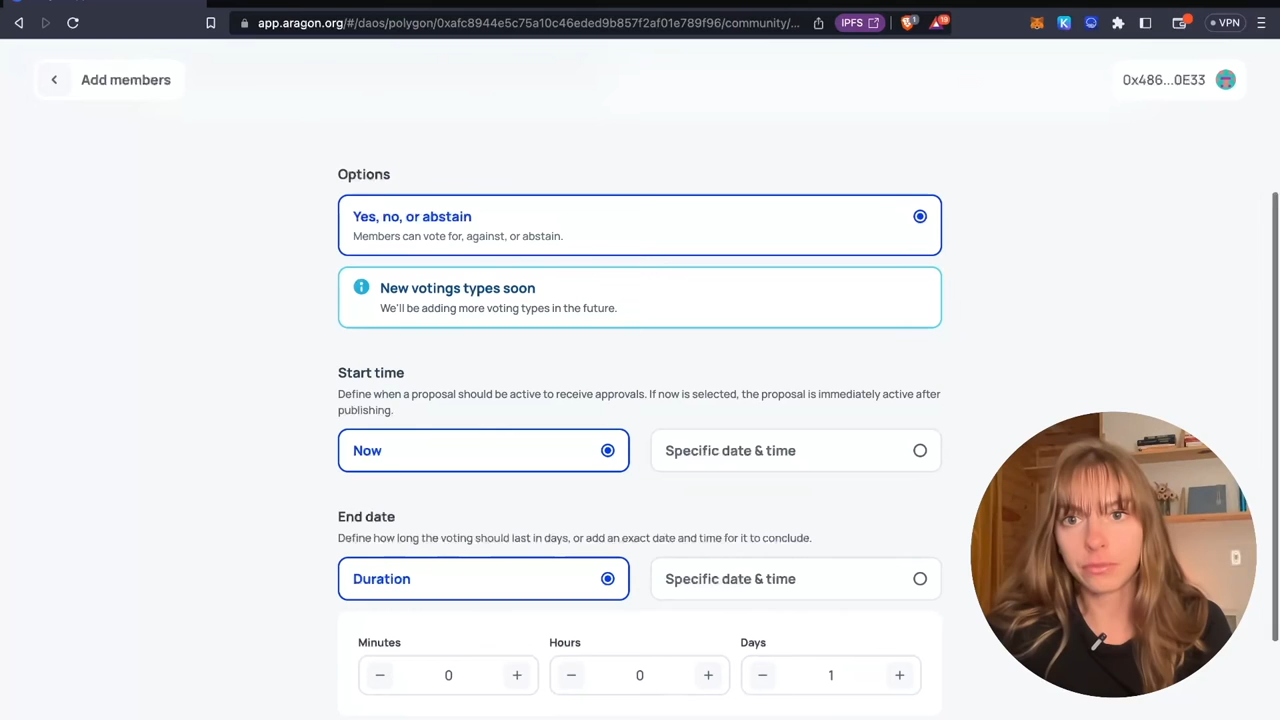 app.aragon.org/#/daos/polygon/0xafc8944e5c75a10c46eded9b857f2af01e789f96/community/...
IPFS
1
19
K
VPN
Add members
0x486...0E33
Options
Yes, no, or abstain
Members can vote for, against, or abstain.
New votings types soon
We'll be adding more voting types in the future.
Start time
Define when a proposal should be active to receive approvals. If now is selected, the proposal is immediately active after
publishing.
Now
Specific date & time
End date
Define how long the voting should last in days, or add an exact date and time for it to conclude.
Duration
Specific date & time
Minutes
Hours
Days
− 0 +
− 0 +
− 1 +